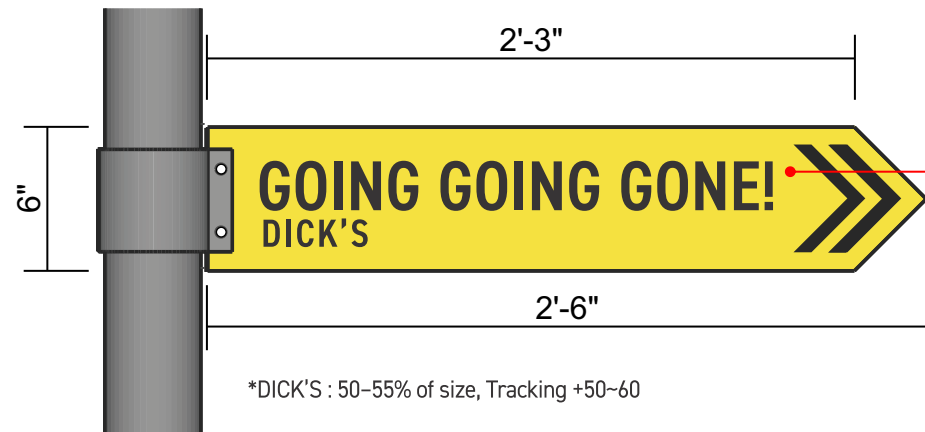 2'-3"
6"
GOING GOING GONE!
DICK'S
2'-6"
*DICK'S : 50–55% of size, Tracking +50~60